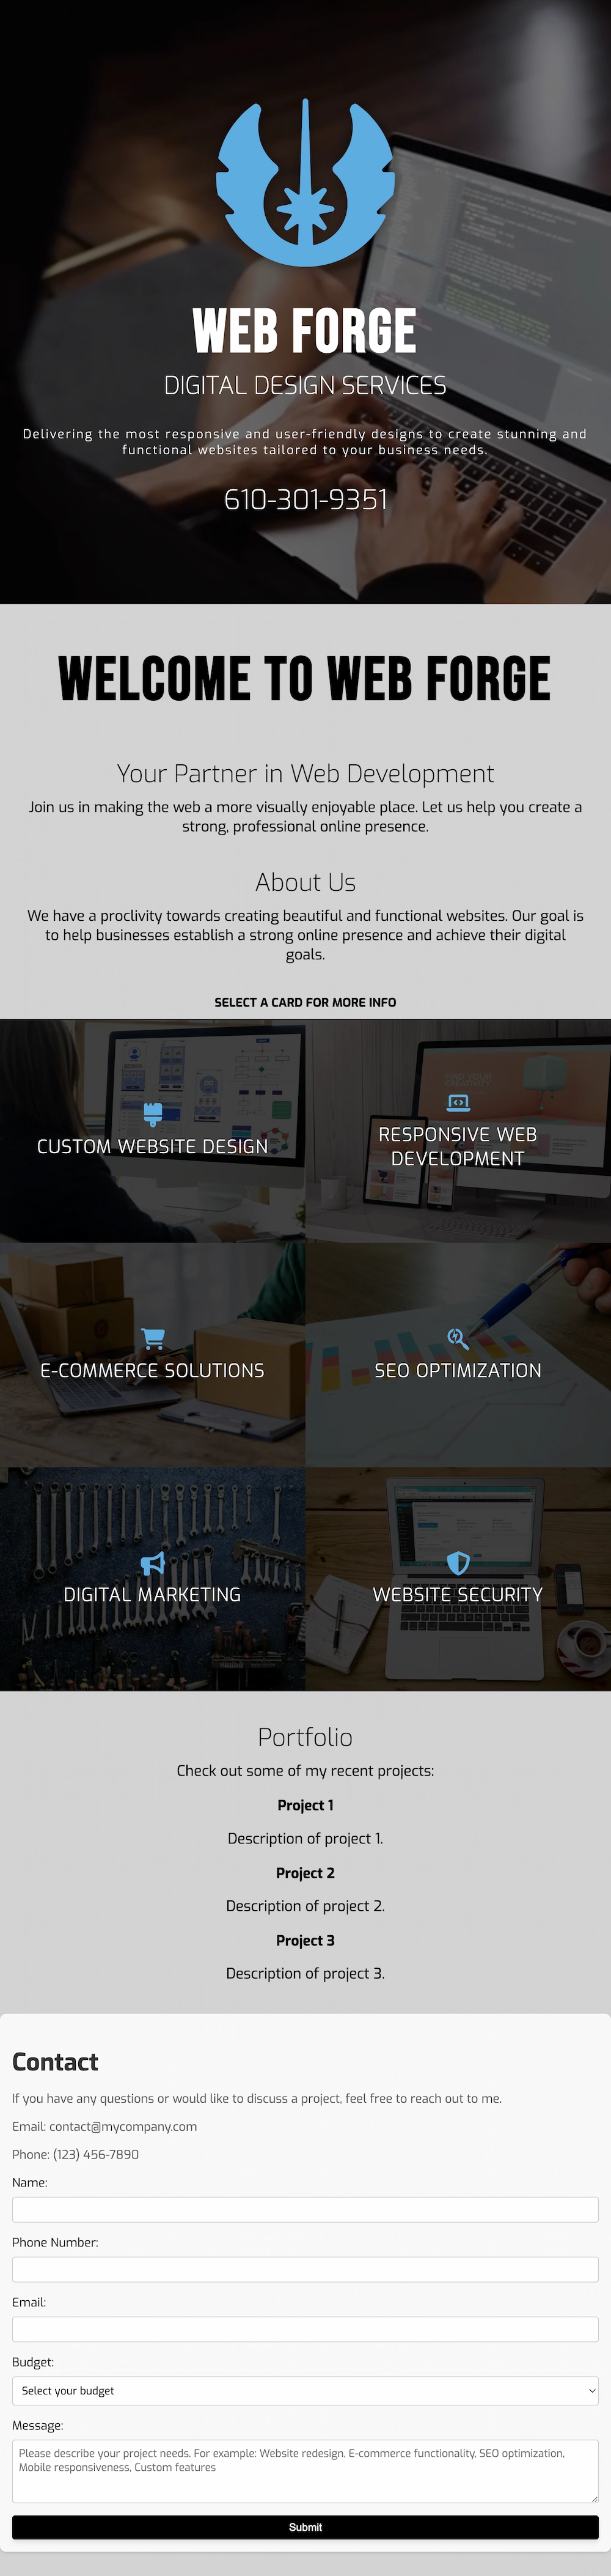 WEB FORGE
DIGITAL DESIGN SERVICES
Delivering the most responsive and user-friendly designs to create stunning and
functional websites tailored to your business needs.
610-301-9351
WELCOME TO WEB FORGE
Your Partner in Web Development
Join us in making the web a more visually enjoyable place. Let us help you create a
strong, professional online presence.
About Us
We have a proclivity towards creating beautiful and functional websites. Our goal is
to help businesses establish a strong online presence and achieve their digital
goals.
SELECT A CARD FOR MORE INFO
CUSTOM WEBSITE DESIGN
FIND YOUR
CREATIVITY
RESPONSIVE WEB
DEVELOPMENT
E-COMMERCE SOLUTIONS
SEO OPTIMIZATION
DIGITAL MARKETING
WEBSITE SECURITY
Portfolio
Check out some of my recent projects:
Project 1
Description of project 1.
Project 2
Description of project 2.
Project 3
Description of project 3.
Contact
If you have any questions or would like to discuss a project, feel free to reach out to me.
Email: contact@mycompany.com
Phone: (123) 456-7890
Name:
Phone Number:
Email:
Budget:
Select your budget
Message:
Please describe your project needs. For example: Website redesign, E-commerce functionality, SEO optimization,
Mobile responsiveness, Custom features
Submit